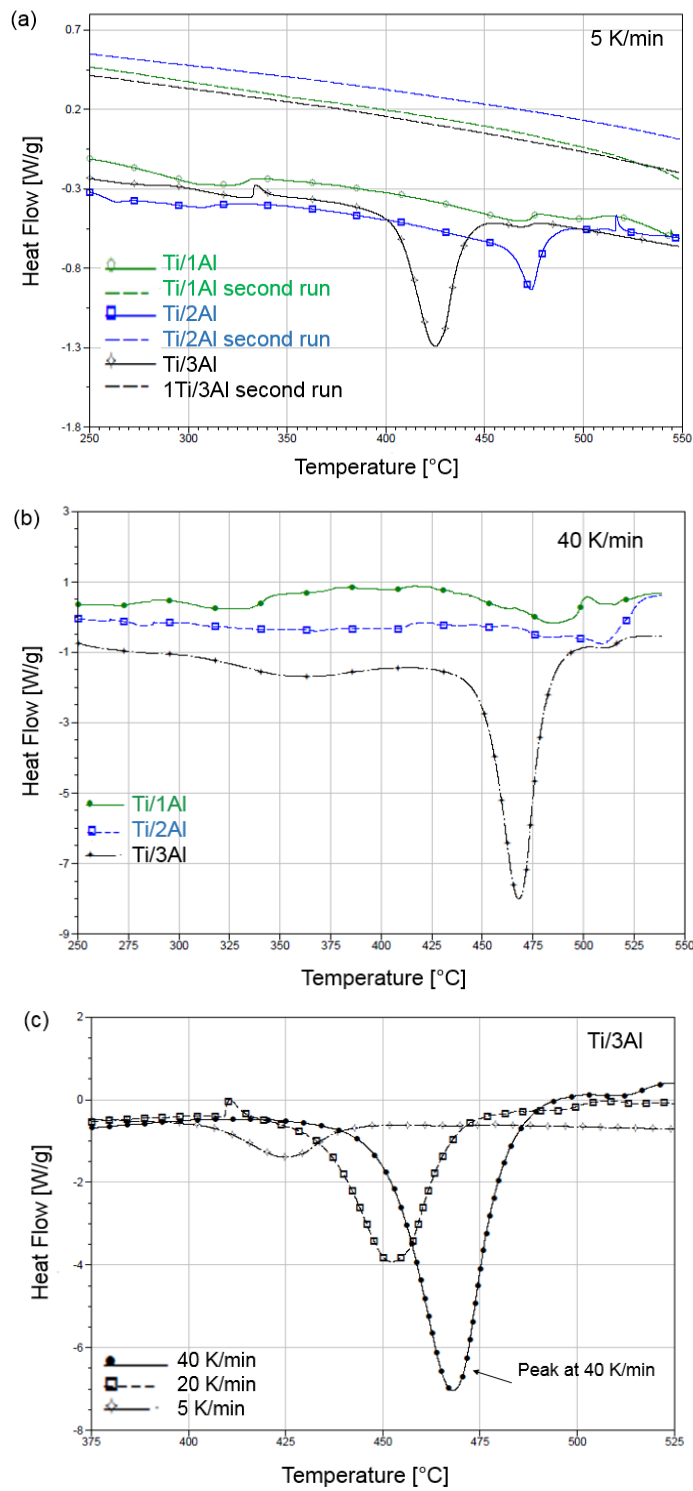 (a)
5 K/min
0.7
0.2
-0.3
-0.8
-1.3
-1.8
Heat Flow [W/g]
Ti/1Al
Ti/1Al second run
Ti/2Al
Ti/2Al second run
Ti/3Al
1Ti/3Al second run
250 300 350 400 450 500 550
Temperature [°C]
(b)
40 K/min
3
1
-1
-3
-5
-7
-9
Heat Flow [W/g]
Ti/1Al
Ti/2Al
Ti/3Al
250 275 300 325 350 375 400 425 450 475 500 525 550
Temperature [°C]
(c)
Ti/3Al
2
0
-2
-4
-6
-8
Heat Flow [W/g]
Peak at 40 K/min
40 K/min
20 K/min
5 K/min
375 425 475 525
Temperature [°C]